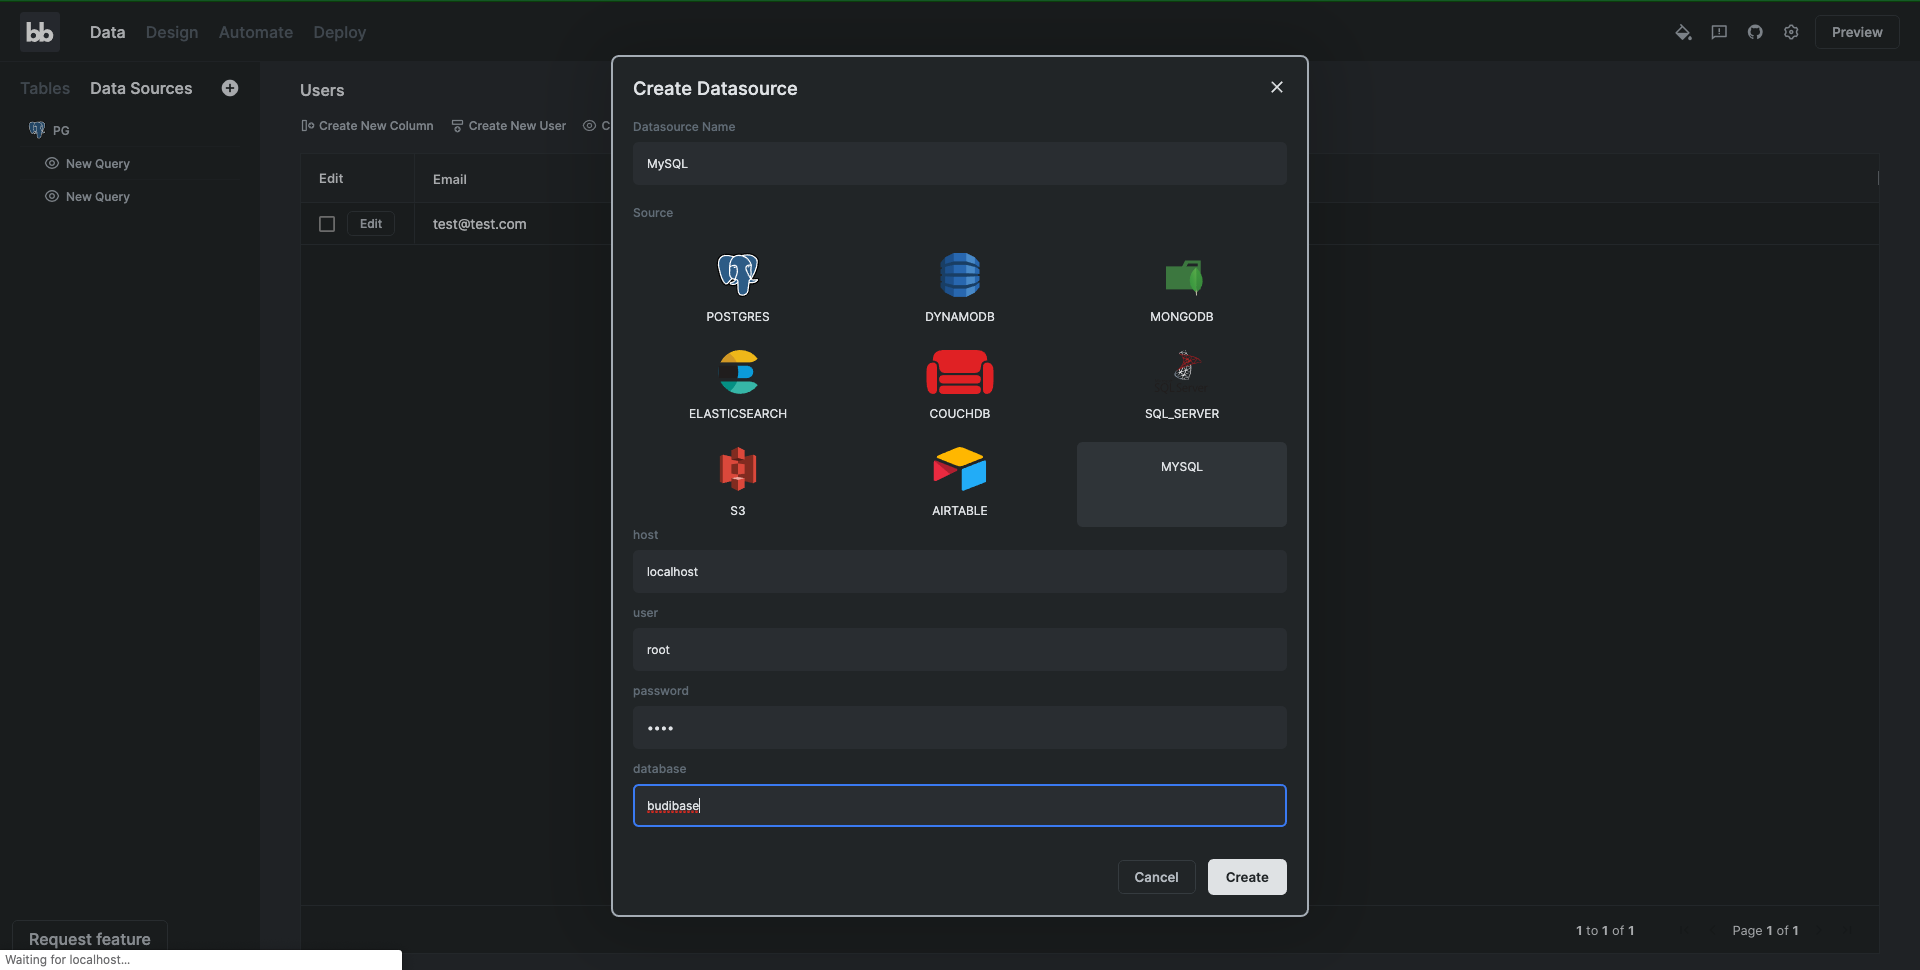 bb Data Design Automate Deploy Preview
Tables Data Sources
PG
New Query
New Query
Request feature
Waiting for localhost...
Users
Create New Column Create New User C
Edit Email
Edit test@test.com
1 to 1 of 1 Page 1 of 1
Create Datasource
Datasource Name
MySQL
Source
POSTGRES DYNAMODB MONGODB
ELASTICSEARCH COUCHDB SQL_SERVER
S3 AIRTABLE MYSQL
host
localhost
user
root
password
••••
database
budibase
Cancel Create